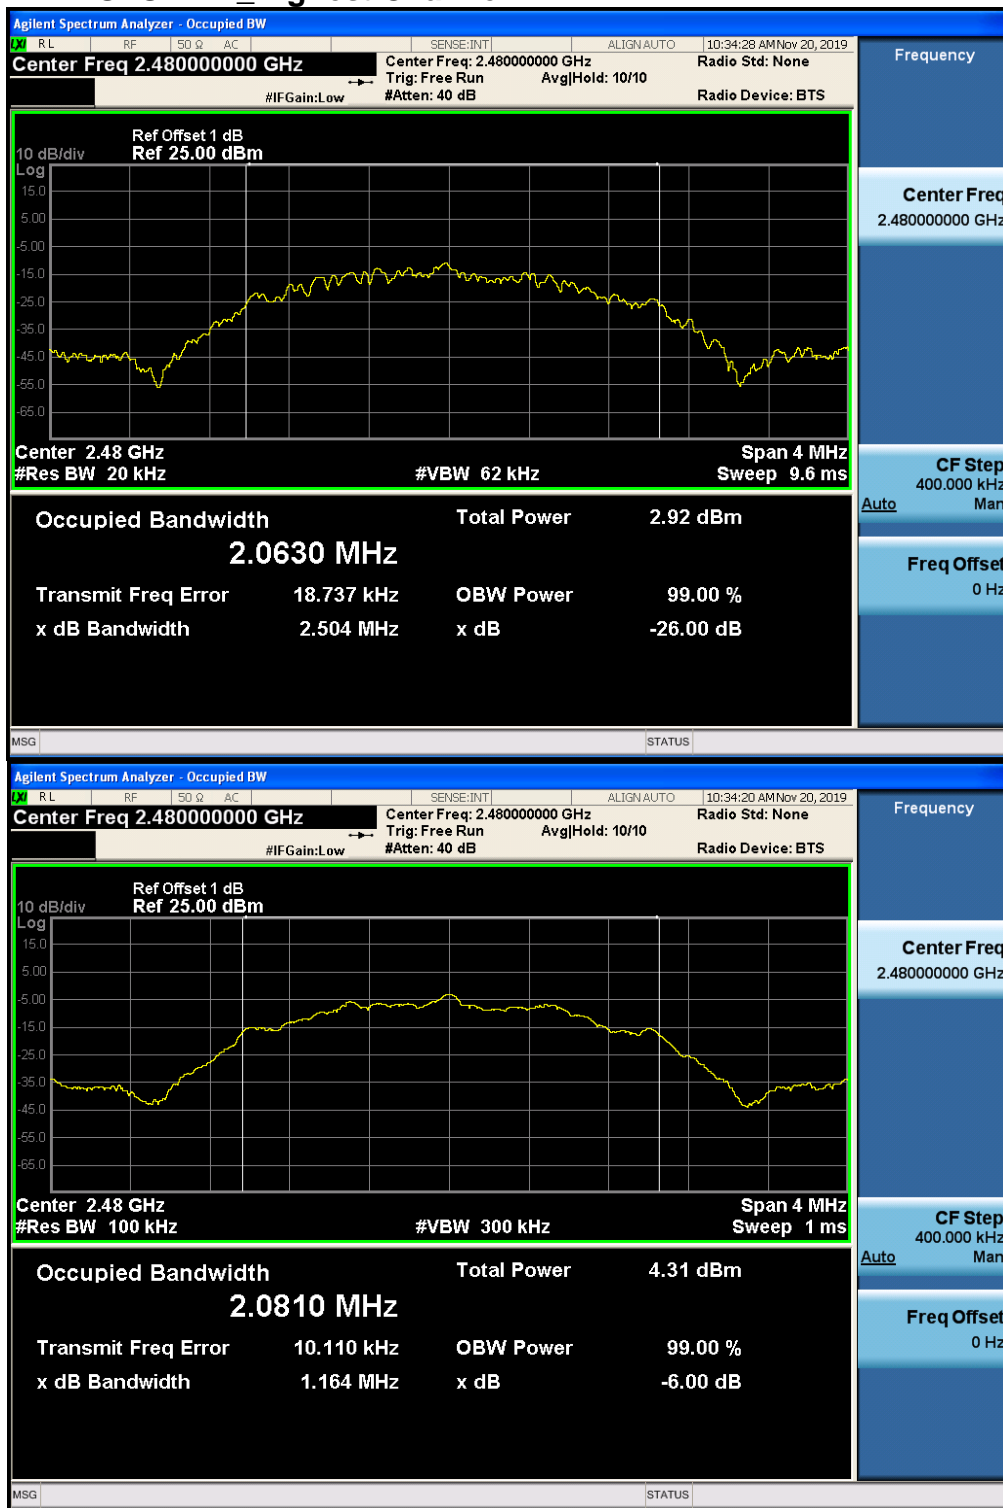 Agilent Spectrum Analyzer - Occupied BW
LXI RL RF 50 Ω AC SENSE:INT ALIGN AUTO 10:34:28 AM Nov 20, 2019
Center Freq 2.480000000 GHz
Center Freq: 2.480000000 GHz
Radio Std: None
Trig: Free Run Avg|Hold: 10/10
#IFGain:Low #Atten: 40 dB Radio Device: BTS
Frequency
Ref Offset 1 dB
10 dB/div Ref 25.00 dBm
Log
15.0
5.00
-5.00
-15.0
-25.0
-35.0
-45.0
-55.0
-65.0
Center 2.48 GHz Span 4 MHz
#Res BW 20 kHz #VBW 62 kHz Sweep 9.6 ms
Center Freq
2.480000000 GHz
CF Step
400.000 kHz
Auto Man
Freq Offset
0 Hz
Occupied Bandwidth Total Power 2.92 dBm
2.0630 MHz
Transmit Freq Error 18.737 kHz OBW Power 99.00 %
x dB Bandwidth 2.504 MHz x dB -26.00 dB
MSG STATUS
Agilent Spectrum Analyzer - Occupied BW
LXI RL RF 50 Ω AC SENSE:INT ALIGN AUTO 10:34:20 AM Nov 20, 2019
Center Freq 2.480000000 GHz
Center Freq: 2.480000000 GHz
Radio Std: None
Trig: Free Run Avg|Hold: 10/10
#IFGain:Low #Atten: 40 dB Radio Device: BTS
Frequency
Ref Offset 1 dB
10 dB/div Ref 25.00 dBm
Log
15.0
5.00
-5.00
-15.0
-25.0
-35.0
-45.0
-55.0
-65.0
Center 2.48 GHz Span 4 MHz
#Res BW 100 kHz #VBW 300 kHz Sweep 1 ms
Center Freq
2.480000000 GHz
CF Step
400.000 kHz
Auto Man
Freq Offset
0 Hz
Occupied Bandwidth Total Power 4.31 dBm
2.0810 MHz
Transmit Freq Error 10.110 kHz OBW Power 99.00 %
x dB Bandwidth 1.164 MHz x dB -6.00 dB
MSG STATUS